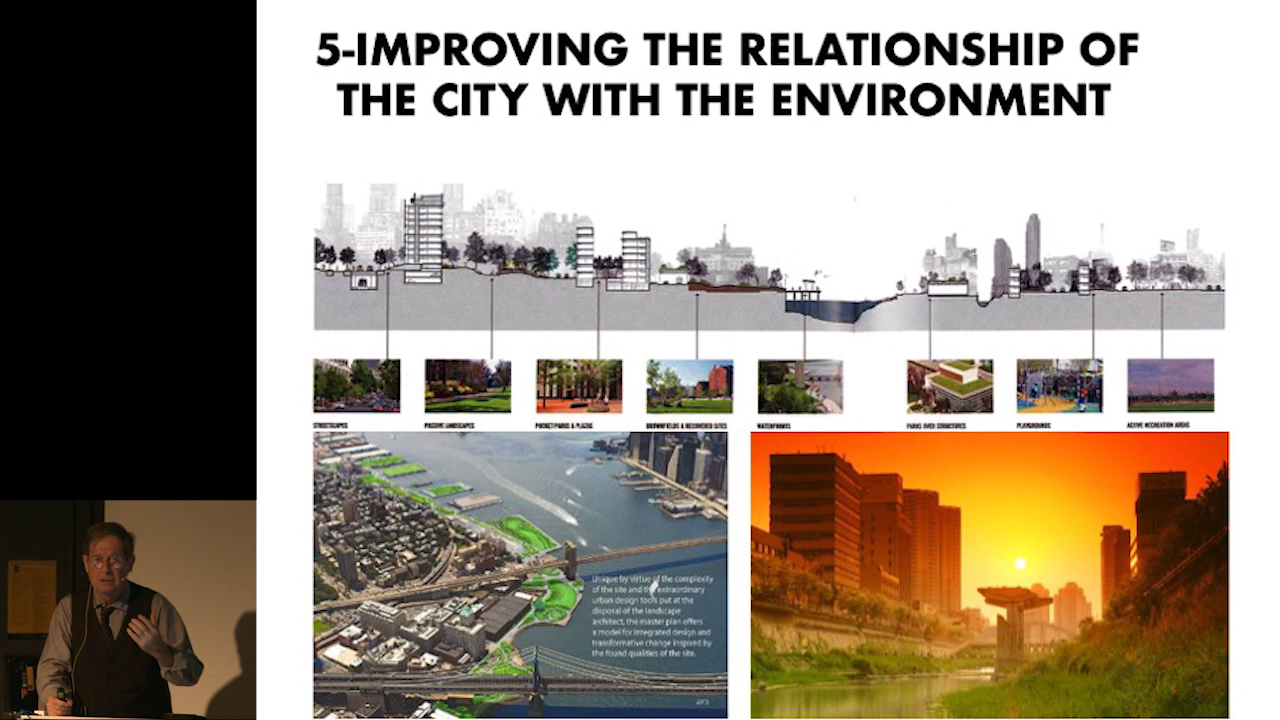 5-IMPROVING THE RELATIONSHIP OF
THE CITY WITH THE ENVIRONMENT
STREETSCAPES
PASSIVE LANDSCAPES
POCKET PARKS & PLAZAS
BROWNFIELDS & RECOVERED SITES
WATERFRONTS
PARKS OVER STRUCTURES
PLAYGROUNDS
ACTIVE RECREATION AREAS
Unique by virtue of the complexity
of the site and the extraordinary
urban design tools put at the
disposal of the landscape
architect, the master plan offers
a model for integrated design and
transformative change inspired by
the found qualities of the site.